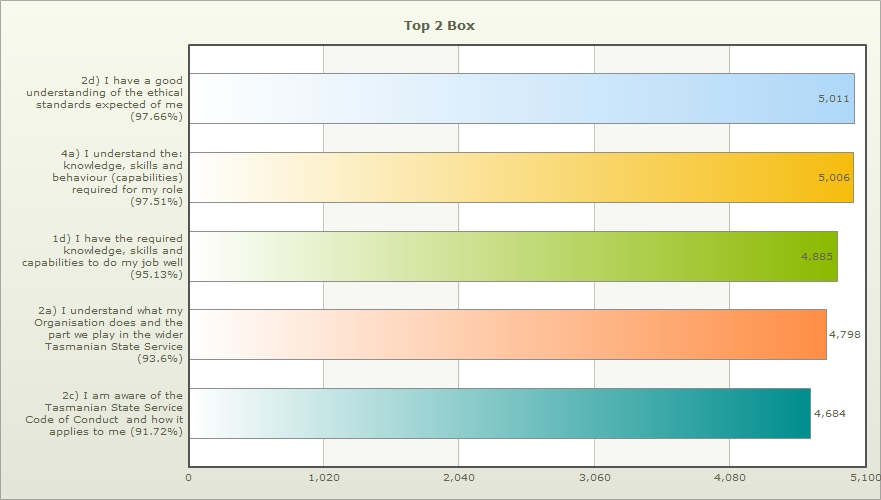 Top 2 Box
2d) I have a good
understanding of the ethical
standards expected of me
(97.66%)
5,011
4a) I understand the:
knowledge, skills and
behaviour (capabilities)
required for my role
(97.51%)
5,006
1d) I have the required
knowledge, skills and
capabilities to do my job well
(95.13%)
4,885
2a) I understand what my
Organisation does and the
part we play in the wider
Tasmanian State Service
(93.6%)
4,798
2c) I am aware of the
Tasmanian State Service
Code of Conduct  and how it
applies to me (91.72%)
4,684
0 1,020 2,040 3,060 4,080 5,100